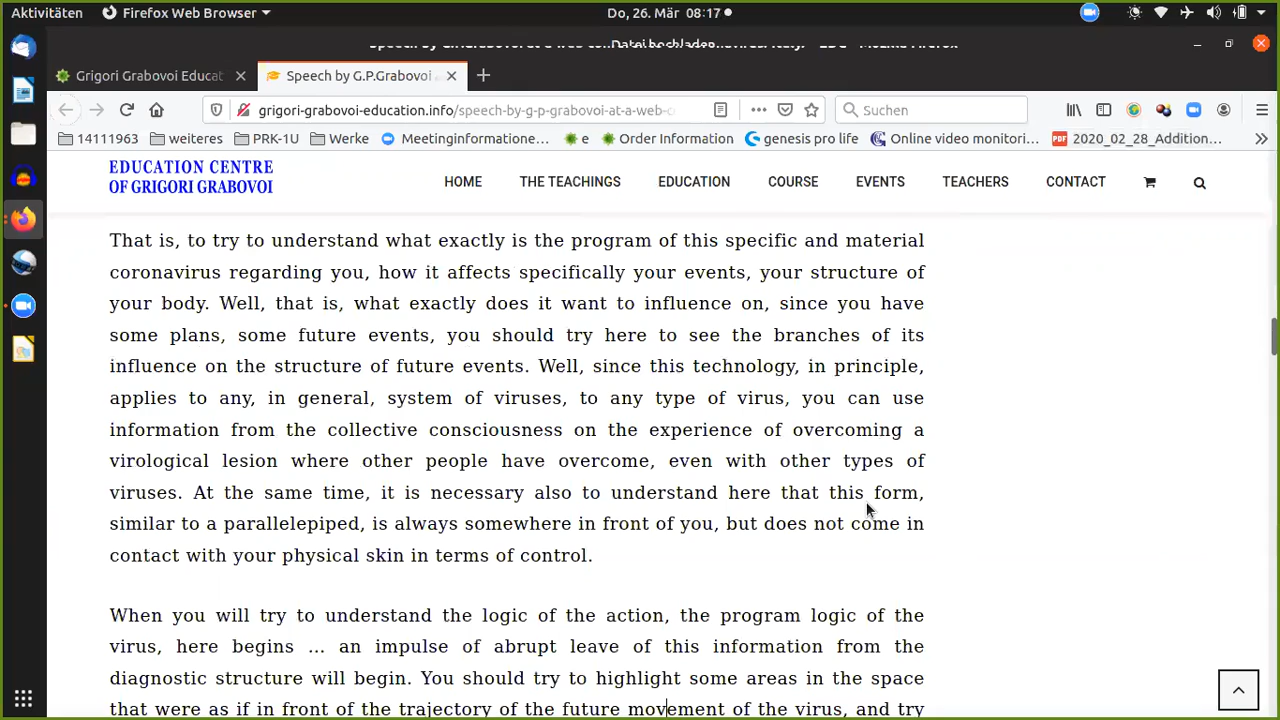 Aktivitäten
Firefox Web Browser
Do, 26. Mär 08:17
Datei hochladen
Mozilla Firefox
Grigori Grabovoi Educat
Speech by G.P.Grabovoi
grigori-grabovoi-education.info/speech-by-g-p-grabovoi-at-a-web-c
Suchen
14111963
weiteres
PRK-1U
Werke
Meetinginformatione…
e
Order Information
genesis pro life
Online video monitori…
2020_02_28_Addition…
EDUCATION CENTRE
OF GRIGORI GRABOVOI
HOME
THE TEACHINGS
EDUCATION
COURSE
EVENTS
TEACHERS
CONTACT
That is, to try to understand what exactly is the program of this specific and material
coronavirus regarding you, how it affects specifically your events, your structure of
your body. Well, that is, what exactly does it want to influence on, since you have
some plans, some future events, you should try here to see the branches of its
influence on the structure of future events. Well, since this technology, in principle,
applies to any, in general, system of viruses, to any type of virus, you can use
information from the collective consciousness on the experience of overcoming a
virological lesion where other people have overcome, even with other types of
viruses. At the same time, it is necessary also to understand here that this form,
similar to a parallelepiped, is always somewhere in front of you, but does not come in
contact with your physical skin in terms of control.
When you will try to understand the logic of the action, the program logic of the
virus, here begins ... an impulse of abrupt leave of this information from the
diagnostic structure will begin. You should try to highlight some areas in the space
that were as if in front of the trajectory of the future movement of the virus, and try